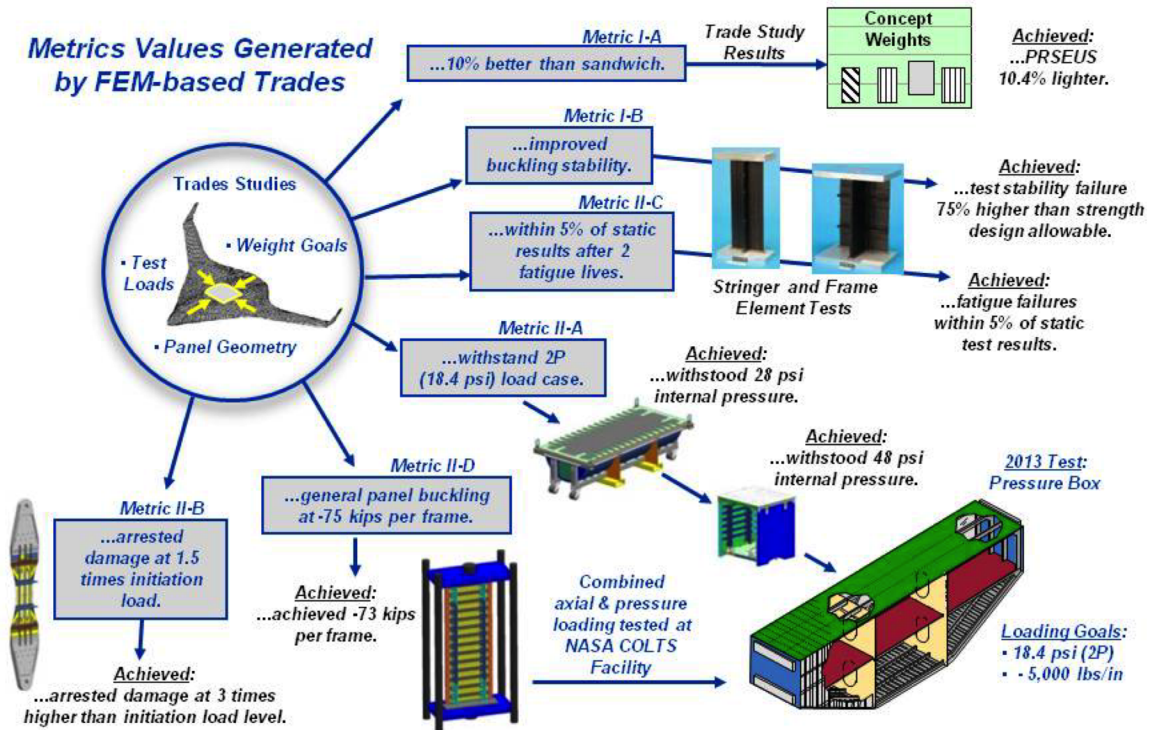 Metrics Values Generated
by FEM-based Trades
Metric I-A
...10% better than sandwich.
Trade Study
Results
Concept
Weights
Achieved:
...PRSEUS
10.4% lighter.
Metric I-B
...improved
buckling stability.
Achieved:
...test stability failure
75% higher than strength
design allowable.
Metric II-C
...within 5% of static
results after 2
fatigue lives.
Stringer and Frame
Element Tests
Achieved:
...fatigue failures
within 5% of static
test results.
Trades Studies
▪ Weight Goals
▪ Test
Loads
▪ Panel Geometry
Metric II-A
...withstand 2P
(18.4 psi) load case.
Achieved:
...withstood 28 psi
internal pressure.
Achieved:
...withstood 48 psi
internal pressure.
2013 Test:
Pressure Box
Metric II-D
...general panel buckling
at -75 kips per frame.
Achieved:
...achieved -73 kips
per frame.
Metric II-B
...arrested
damage at 1.5
times initiation
load.
Achieved:
...arrested damage at 3 times
higher than initiation load level.
Combined
axial & pressure
loading tested at
NASA COLTS
Facility
Loading Goals:
▪ 18.4 psi (2P)
▪ - 5,000 lbs/in